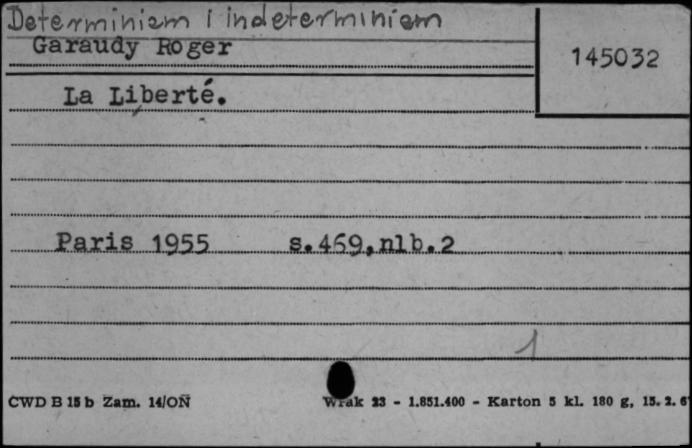 Determinizm i indeterminizm
Garaudy Roger
145032
La Liberté.
Paris 1955 s.469,nlb.2
1
CWD B 15 b Zam. 14/ON Wrak 23 - 1.851.400 - Karton 5 kl. 180 g, 15. 2. 6